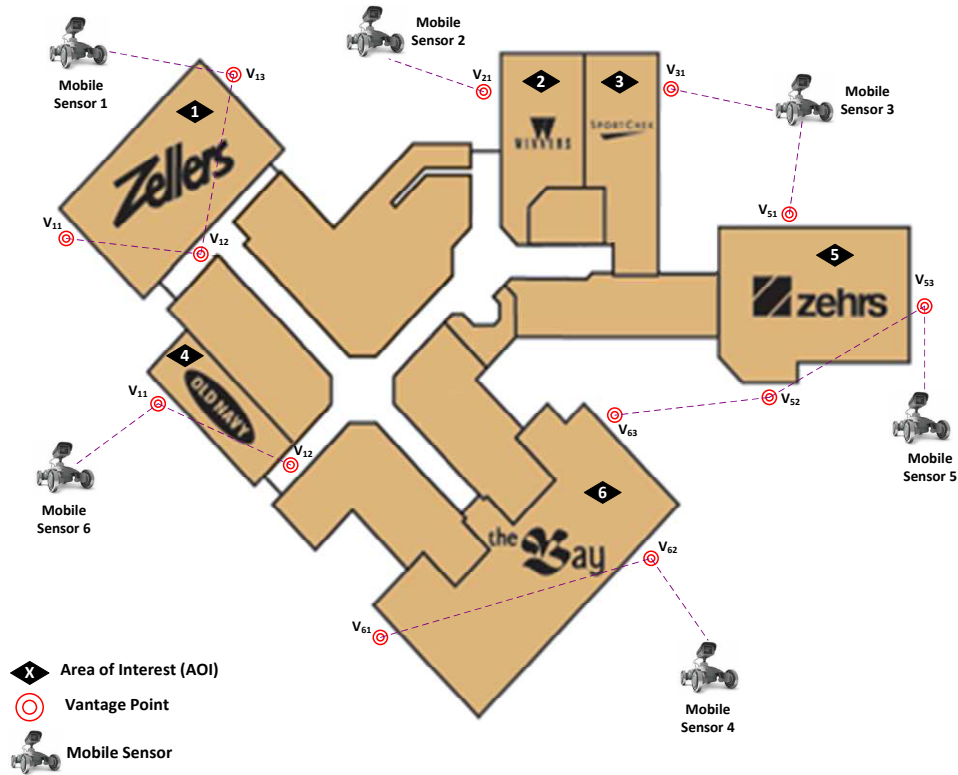 Mobile
Sensor 1
V13
Mobile
Sensor 2
V21
V31
Mobile
Sensor 3
1
2
3
Zellers
WINNERS
SPORTCHEK
V11
V12
V51
5
zehrs
V53
4
OLD NAVY
V11
V12
V52
V63
Mobile
Sensor 5
Mobile
Sensor 6
6
the Bay
V62
V61
Mobile
Sensor 4
X Area of Interest (AOI)
Vantage Point
Mobile Sensor